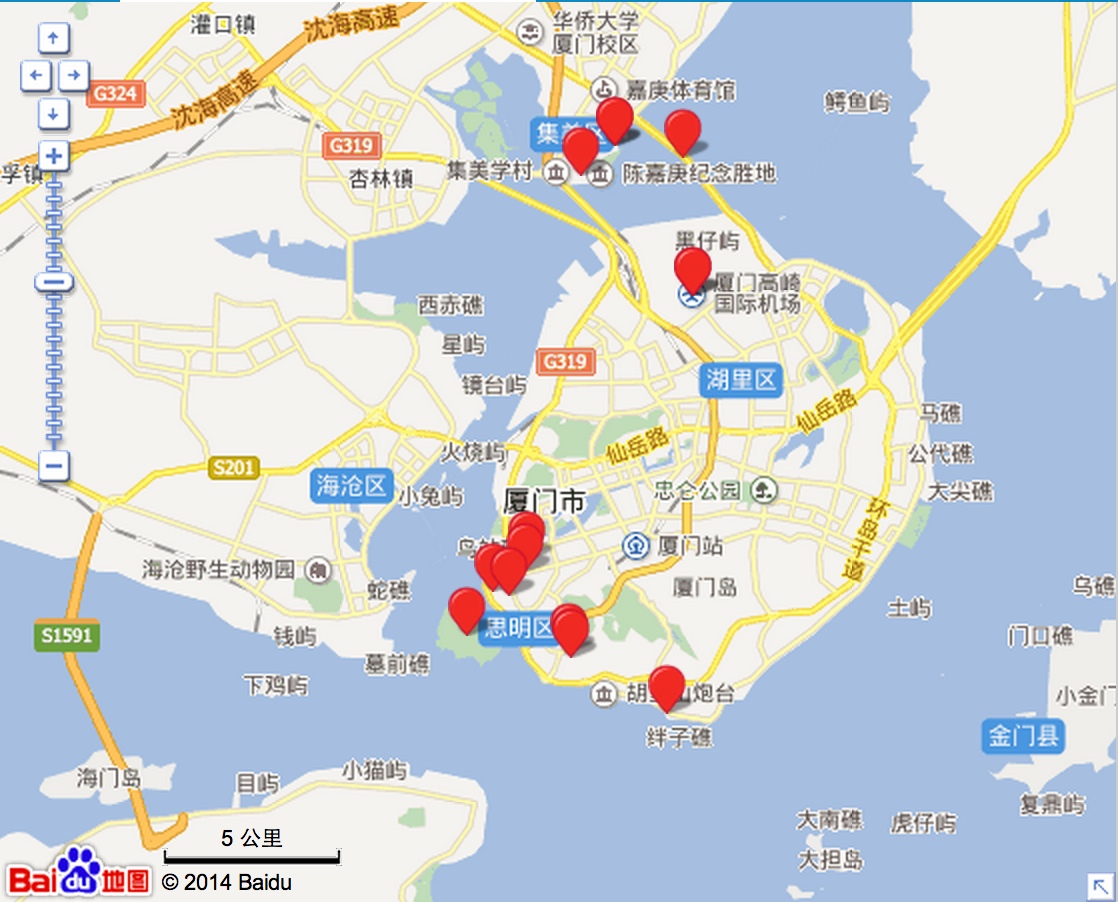 华侨大学
厦门校区
灌口镇
沈海高速
G324
沈海高速
嘉庚体育馆
鳄鱼屿
G319
集美
集美学村
陈嘉庚纪念胜地
孚镇
杏林镇
黑仔屿
厦门高崎
国际机场
西赤礁
星屿
G319
湖里区
镜台屿
仙岳路
马礁
仙岳路
火烧屿
公代礁
S201
海沧区
小兔屿
忠仑公园
大尖礁
厦门市
环岛干道
厦门站
海沧野生动物园
蛇礁
厦门岛
乌礁
土屿
思明区
S1591
钱屿
门口礁
墓前礁
下鸡屿
胡
山炮台
小金门
绊子礁
金门县
海门岛
目屿
小猫屿
复鼎屿
大南礁
虎仔屿
5 公里
大担岛
Bai du 地图
© 2014 Baidu